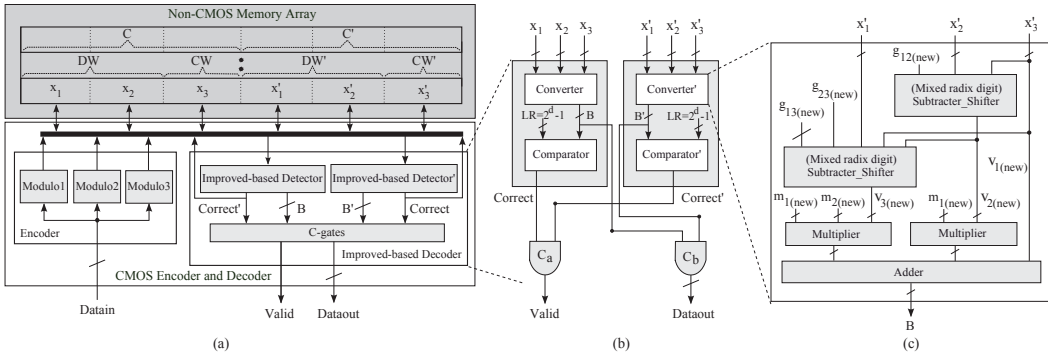 Non-CMOS Memory Array
C C'
DW CW DW' CW'
x1 x2 x3 x'1 x'2 x'3
Modulo1 Modulo2 Modulo3
Encoder
Improved-based Detector Improved-based Detector'
Correct' B B' Correct
C-gates
Improved-based Decoder
CMOS Encoder and Decoder
Datain Valid Dataout
(a)
x1 x2 x3 x'1 x'2 x'3
Converter Converter'
LR=2^d-1 B B' LR=2^d-1
Comparator Comparator'
Correct Correct'
Ca Cb
Valid Dataout
(b)
x'1 x'2 x'3
g12(new)
(Mixed radix digit)
Subtracter_Shifter
g23(new)
g13(new)
(Mixed radix digit)
Subtracter_Shifter
v1(new)
m1(new) m2(new) v3(new) m1(new) v2(new)
Multiplier Multiplier
Adder
B
(c)